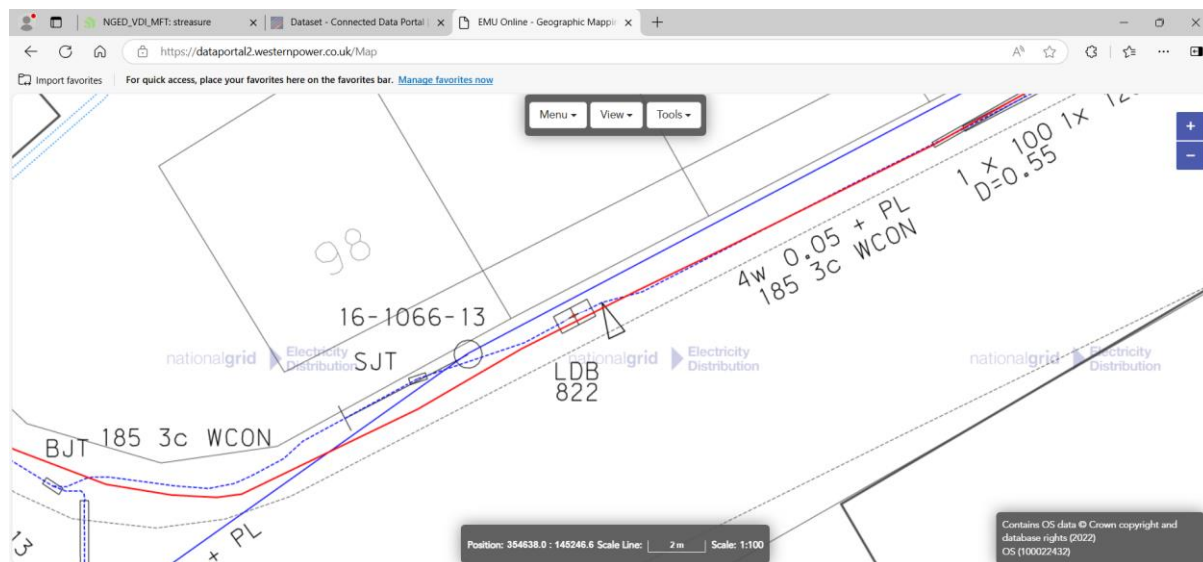 NGED_VDI_MFT: streasure
Dataset - Connected Data Portal
EMU Online - Geographic Mappi
https://dataportal2.westernpower.co.uk/Map
Import favorites
For quick access, place your favorites here on the favorites bar. Manage favorites now
Menu View Tools
+
-
1 x 100 1x
D=0.55
4w 0.05 + PL
185 3c WCON
98
16-1066-13
SJT
nationalgrid Electricity Distribution
nationalgrid Electricity Distribution
nationalgrid Electricity Distribution
LDB
822
185 3c WCON
BJT
13
+ PL
Position: 354638.0 : 145246.6 Scale Line: 2 m Scale: 1:100
Contains OS data © Crown copyright and
database rights (2022)
OS (100022432)